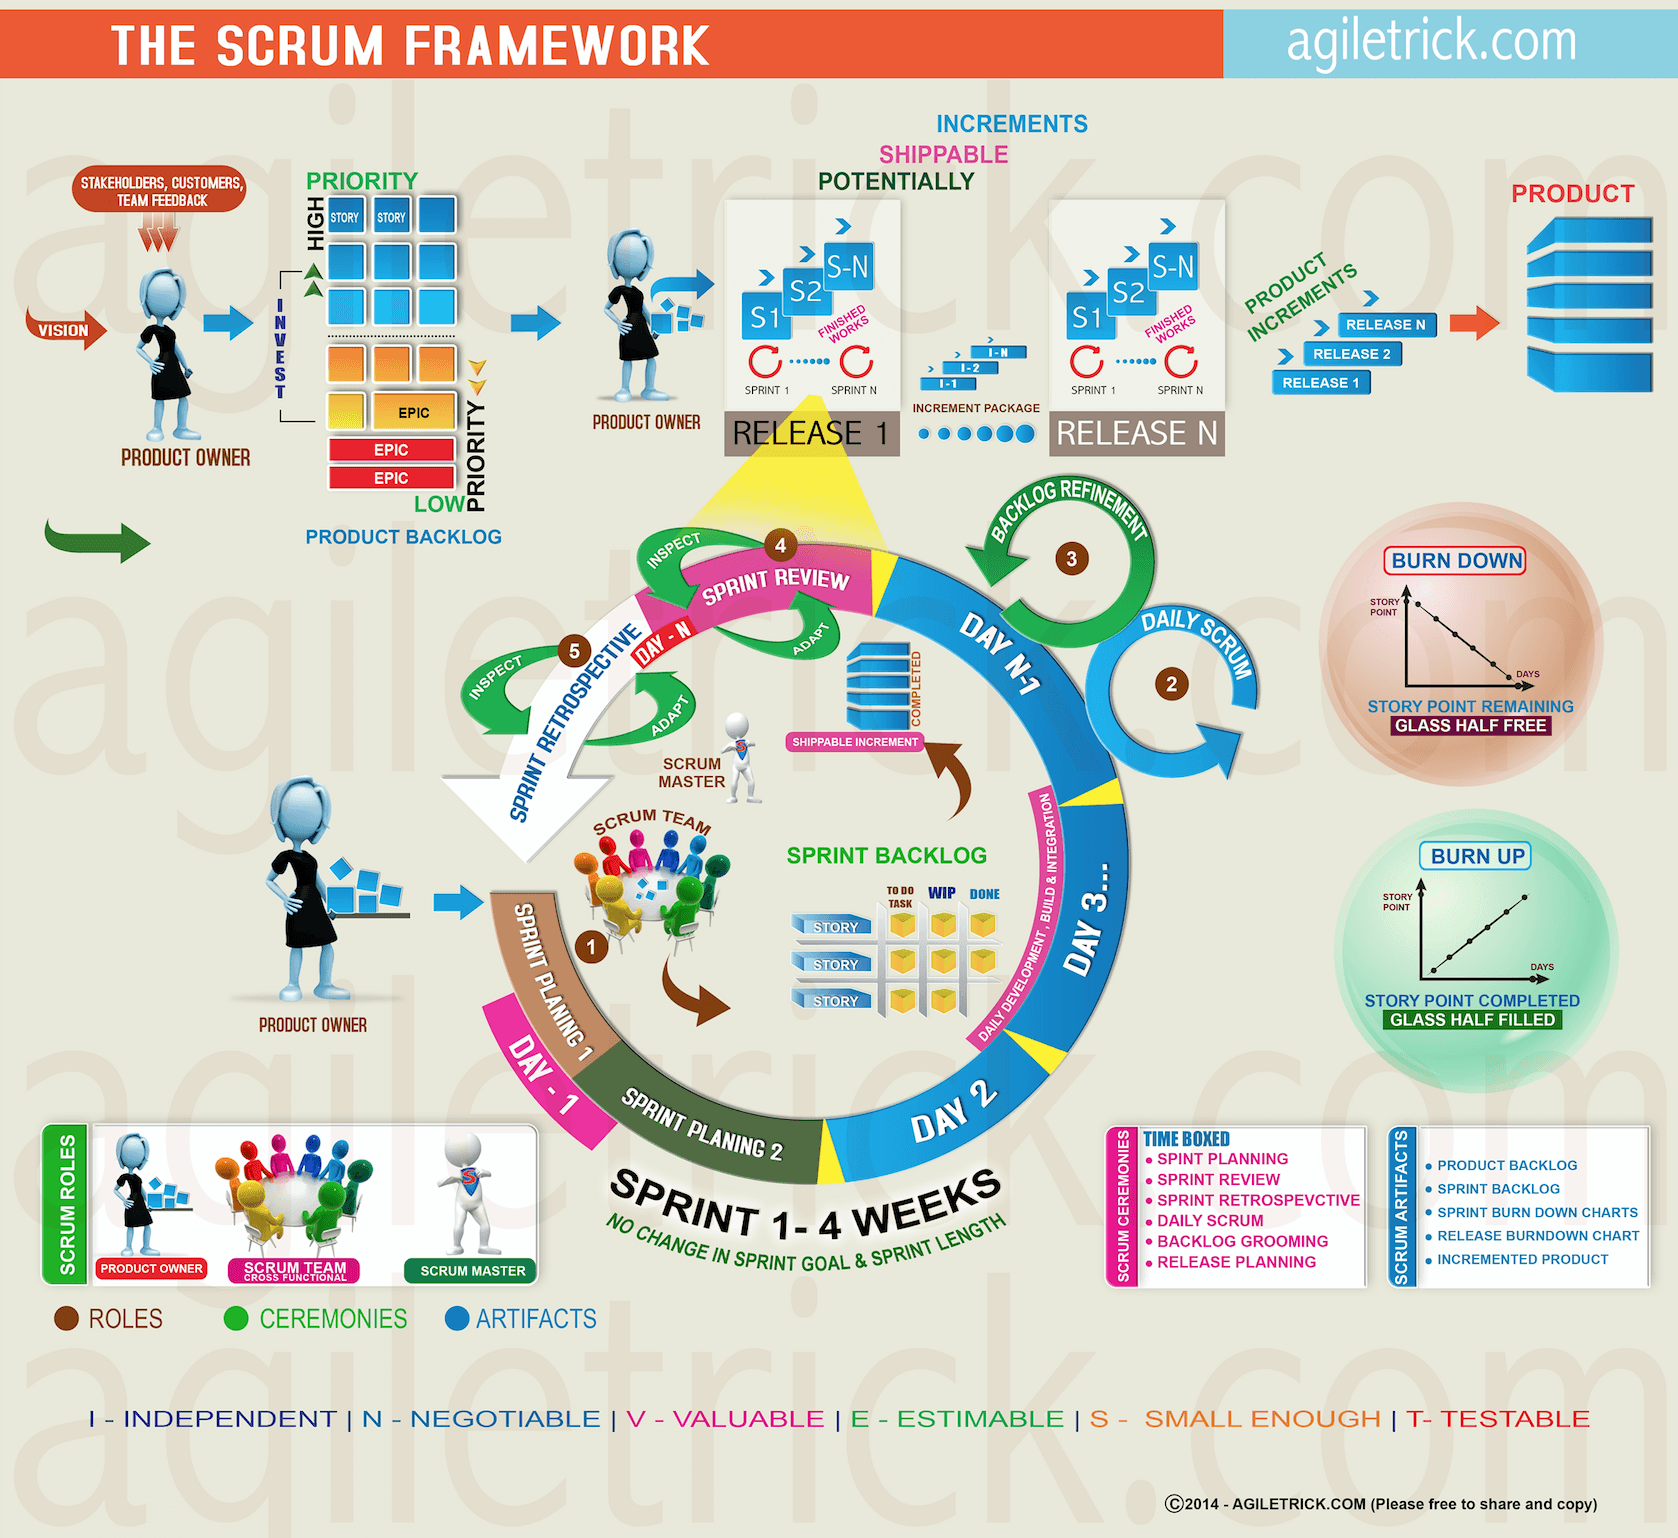 THE SCRUM FRAMEWORK
agiletrick.com
INCREMENTS
SHIPPABLE
POTENTIALLY
STAKEHOLDERS, CUSTOMERS,
TEAM FEEDBACK
VISION
PRODUCT OWNER
PRIORITY
HIGH
STORY
STORY
INVEST
EPIC
EPIC
EPIC
LOW
PRIORITY
PRODUCT BACKLOG
PRODUCT OWNER
S1
S2
S-N
FINISHED
WORKS
SPRINT 1
SPRINT N
RELEASE 1
I-N
I-2
I-1
INCREMENT PACKAGE
S1
S2
S-N
FINISHED
WORKS
SPRINT 1
SPRINT N
RELEASE N
PRODUCT
INCREMENTS
RELEASE N
RELEASE 2
RELEASE 1
PRODUCT
BACKLOG REFINEMENT
3
DAILY SCRUM
2
INSPECT
4
SPRINT REVIEW
ADAPT
DAY - N
5
INSPECT
SPRINT RETROSPECTIVE
ADAPT
DAY N-1
COMPLETED
SHIPPABLE INCREMENT
SCRUM
MASTER
SCRUM TEAM
SPRINT BACKLOG
TO DO
TASK
WIP
DONE
STORY
STORY
STORY
DAILY DEVELOPMENT, BUILD & INTEGRATION
DAY 3...
DAY 2
1
SPRINT PLANING 1
DAY - 1
SPRINT PLANING 2
SPRINT 1- 4 WEEKS
NO CHANGE IN SPRINT GOAL & SPRINT LENGTH
PRODUCT OWNER
BURN DOWN
STORY
POINT
DAYS
STORY POINT REMAINING
GLASS HALF FREE
BURN UP
STORY
POINT
DAYS
STORY POINT COMPLETED
GLASS HALF FILLED
SCRUM ROLES
PRODUCT OWNER
SCRUM TEAM
CROSS FUNCTIONAL
SCRUM MASTER
S
ROLES
CEREMONIES
ARTIFACTS
SCRUM CEREMONIES
TIME BOXED
• SPINT PLANNING
• SPRINT REVIEW
• SPRINT RETROSPEVCTIVE
• DAILY SCRUM
• BACKLOG GROOMING
• RELEASE PLANNING
SCRUM ARTIFACTS
• PRODUCT BACKLOG
• SPRINT BACKLOG
• SPRINT BURN DOWN CHARTS
• RELEASE BURNDOWN CHART
• INCREMENTED PRODUCT
I - INDEPENDENT | N - NEGOTIABLE | V - VALUABLE | E - ESTIMABLE | S - SMALL ENOUGH | T- TESTABLE
©2014 - AGILETRICK.COM (Please free to share and copy)
agiletrick.com
agiletrick.com
agiletrick.com
agiletrick.com